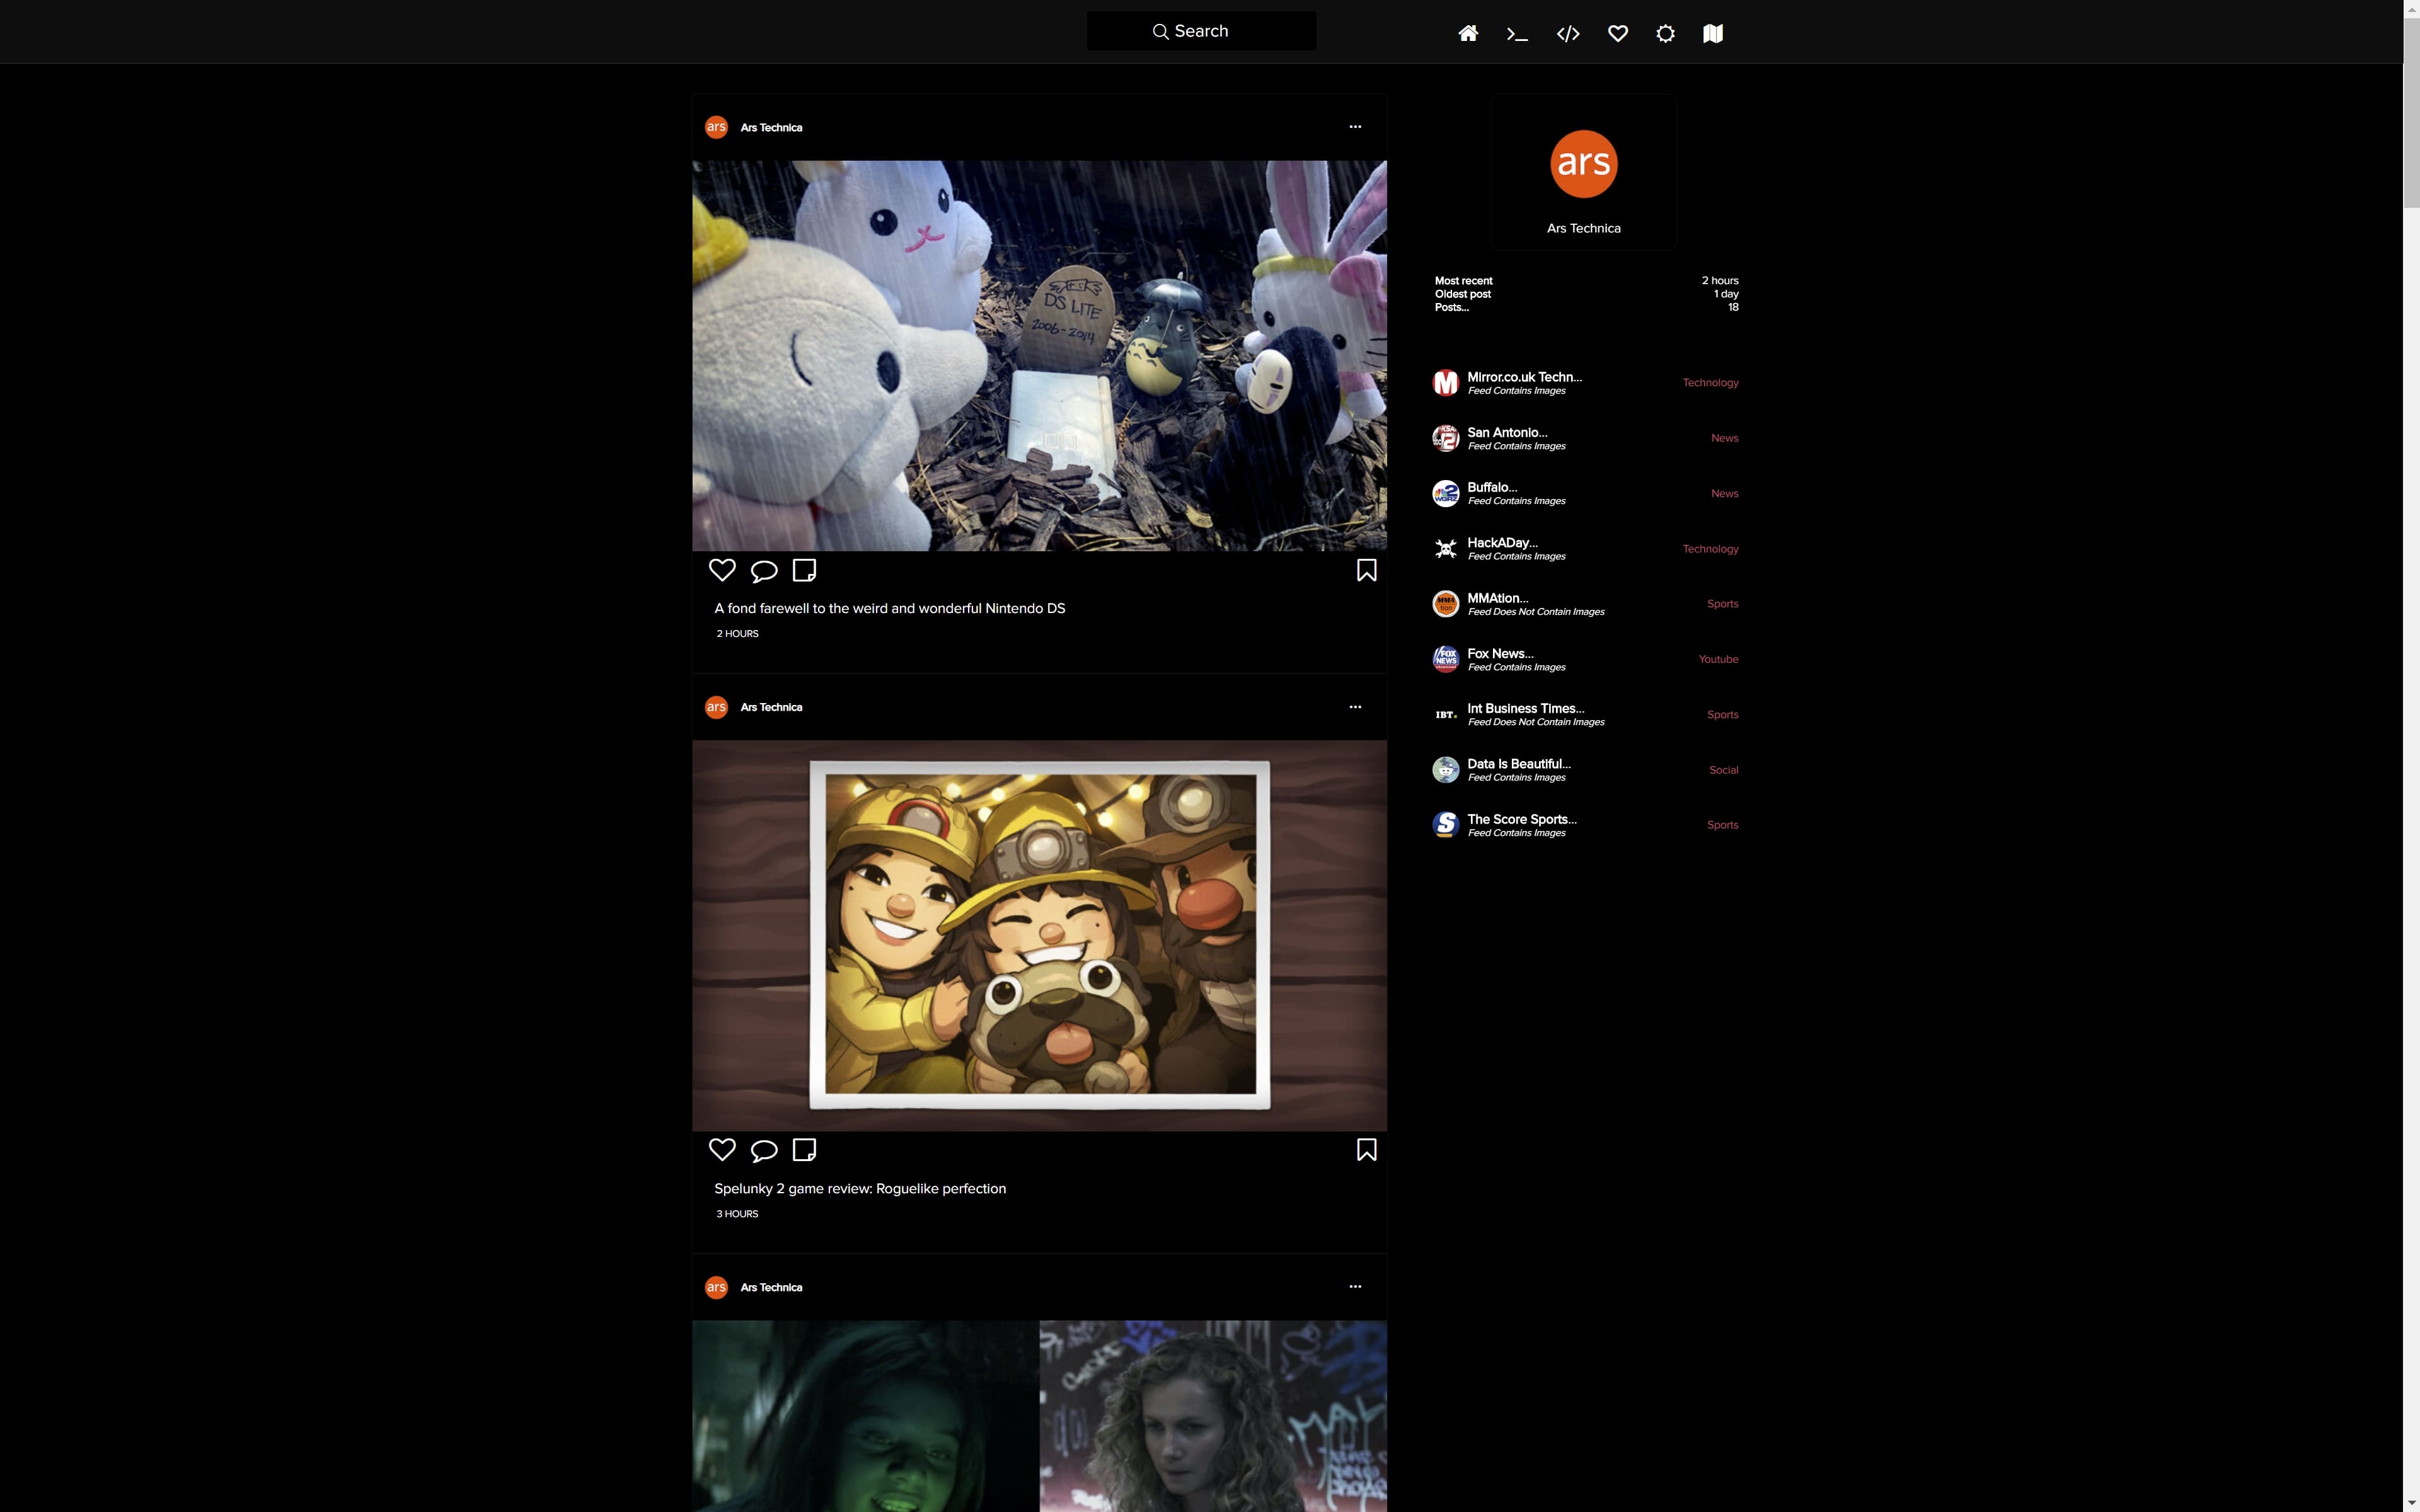 Search
ars Ars Technica
DS LITE
2006-2014
A fond farewell to the weird and wonderful Nintendo DS
2 HOURS
ars Ars Technica
Spelunky 2 game review: Roguelike perfection
3 HOURS
ars Ars Technica
ars
Ars Technica
Most recent 2 hours
Oldest post 1 day
Posts... 18
M Mirror.co.uk Techn... Technology
Feed Contains Images
San Antonio... News
Feed Contains Images
Buffalo... News
Feed Contains Images
HackADay... Technology
Feed Contains Images
MMAtion... Sports
Feed Does Not Contain Images
FOX NEWS Fox News... Youtube
Feed Contains Images
IBT. Int Business Times... Sports
Feed Does Not Contain Images
Data Is Beautiful... Social
Feed Contains Images
S The Score Sports... Sports
Feed Contains Images